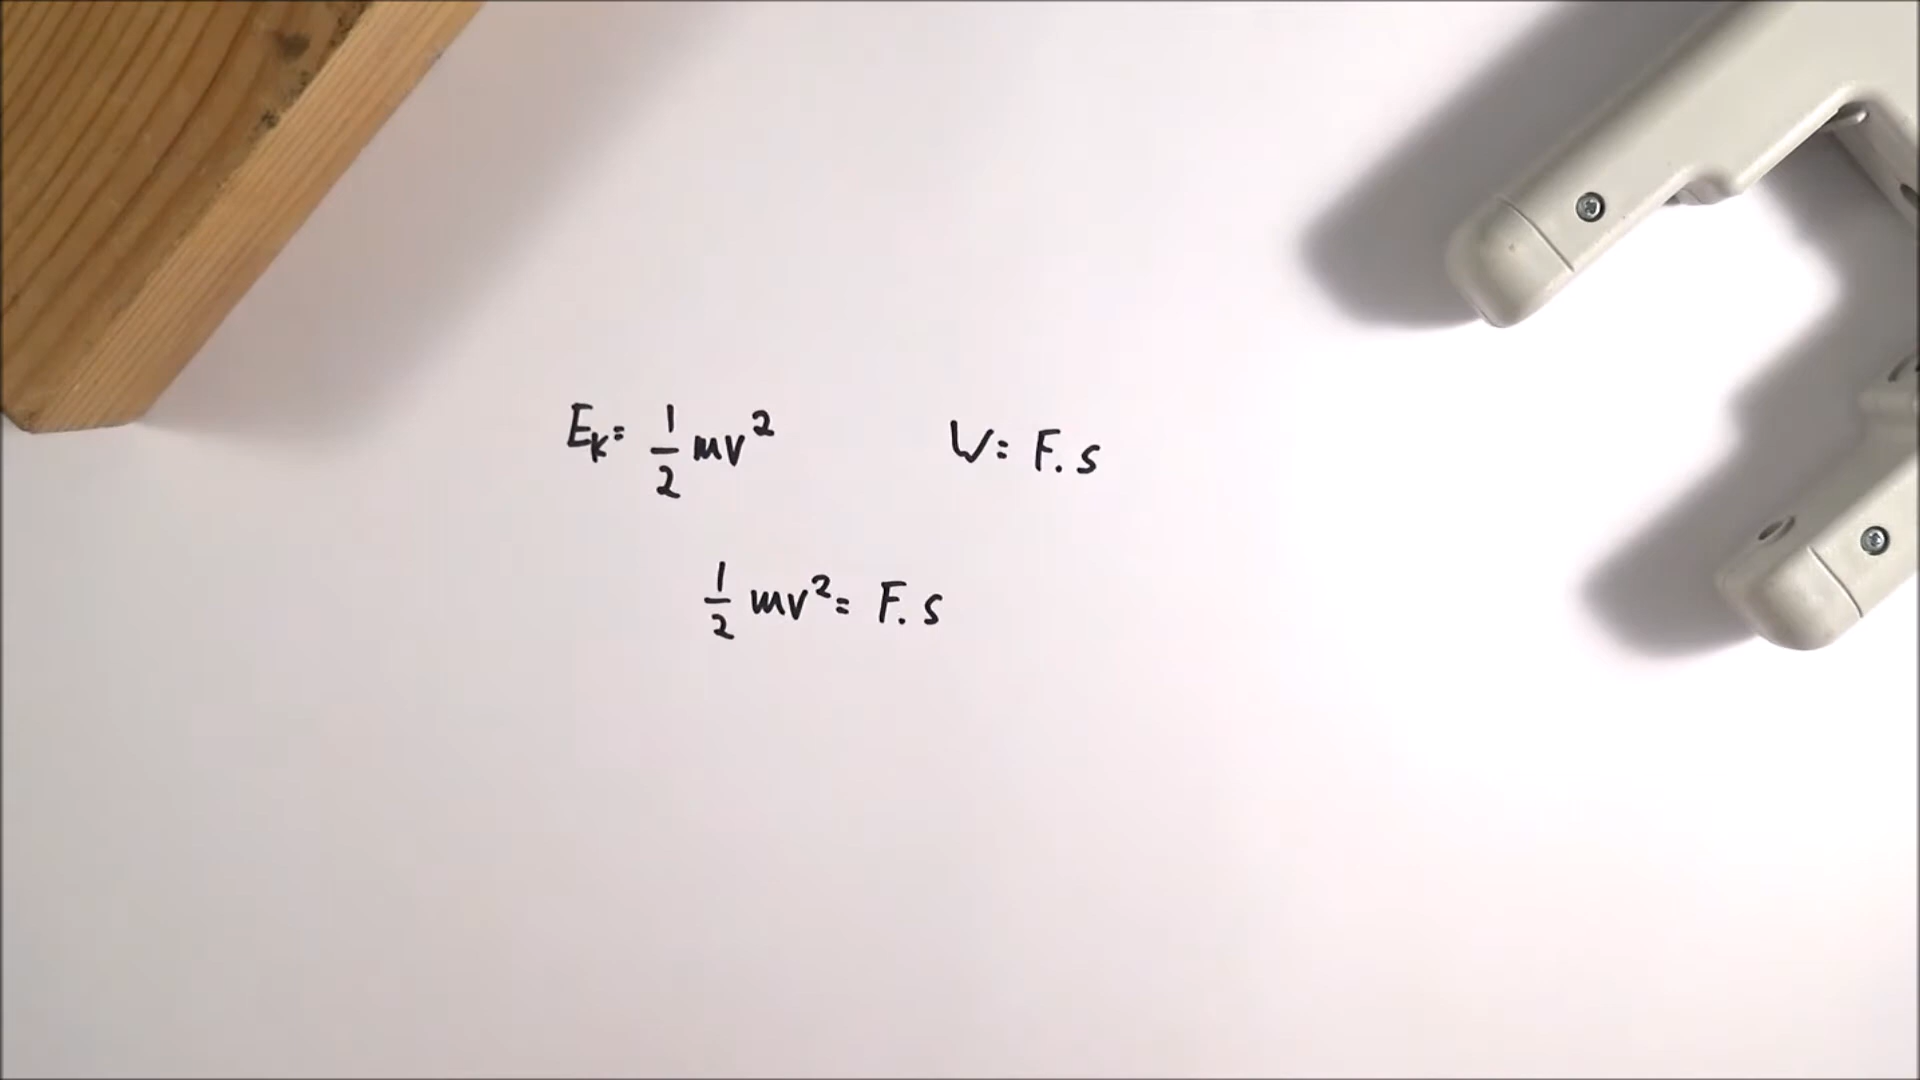 Eₖ= 1/2 mv² W= F.s
1/2 mv²= F.s